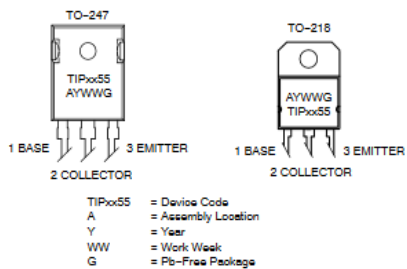 TO-247
TIPxx55
AYWWG
1 BASE
3 EMITTER
2 COLLECTOR
TO-218
AYWWG
TIPxx55
1 BASE
3 EMITTER
2 COLLECTOR
TIPxx55 = Device Code
A = Assembly Location
Y = Year
WW = Work Week
G = Pb-Free Package